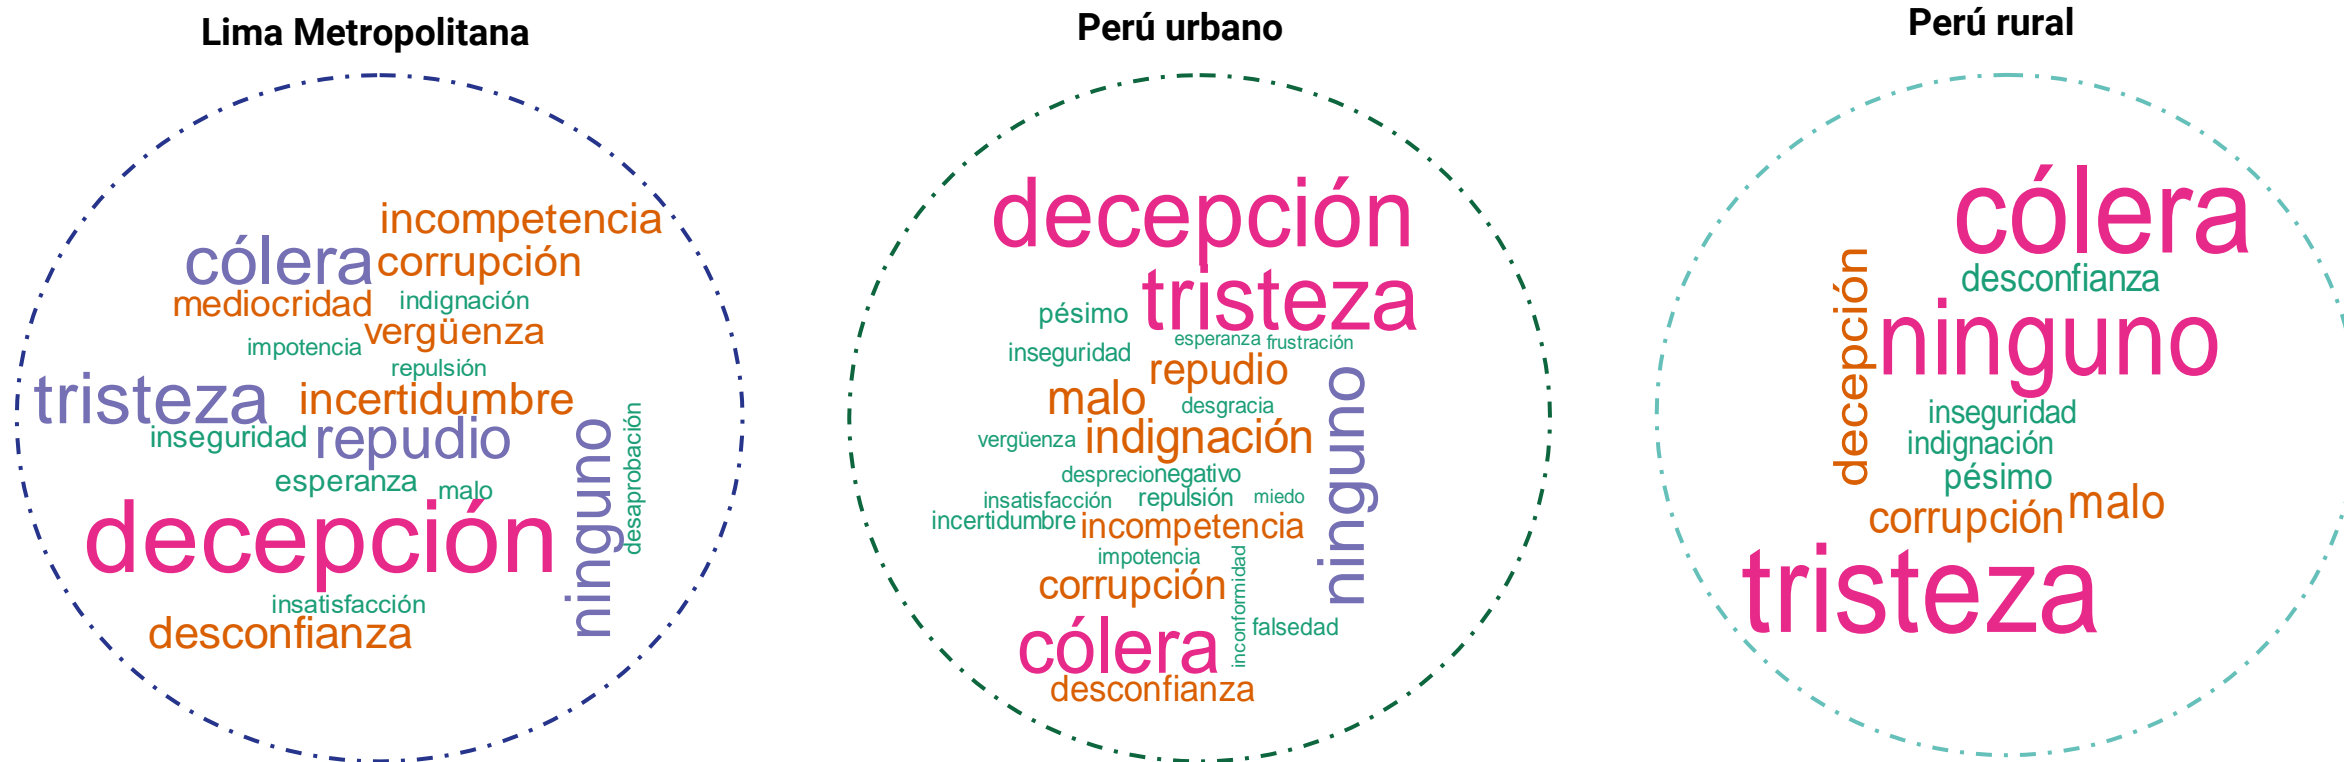 Lima Metropolitana
incompetencia
cólera
corrupción
mediocridad
indignación
vergüenza
impotencia
repulsión
tristeza
incertidumbre
inseguridad
repudio
ninguno
desaprobación
esperanza
malo
decepción
insatisfacción
desconfianza
Perú urbano
decepción
tristeza
pésimo
esperanza
frustración
inseguridad
repudio
malo
desgracia
ninguno
vergüenza
indignación
desprecio
negativo
insatisfacción
repulsión
miedo
incertidumbre
incompetencia
impotencia
inconformidad
corrupción
cólera
falsedad
desconfianza
Perú rural
cólera
desconfianza
decepción
ninguno
inseguridad
indignación
pésimo
malo
corrupción
tristeza